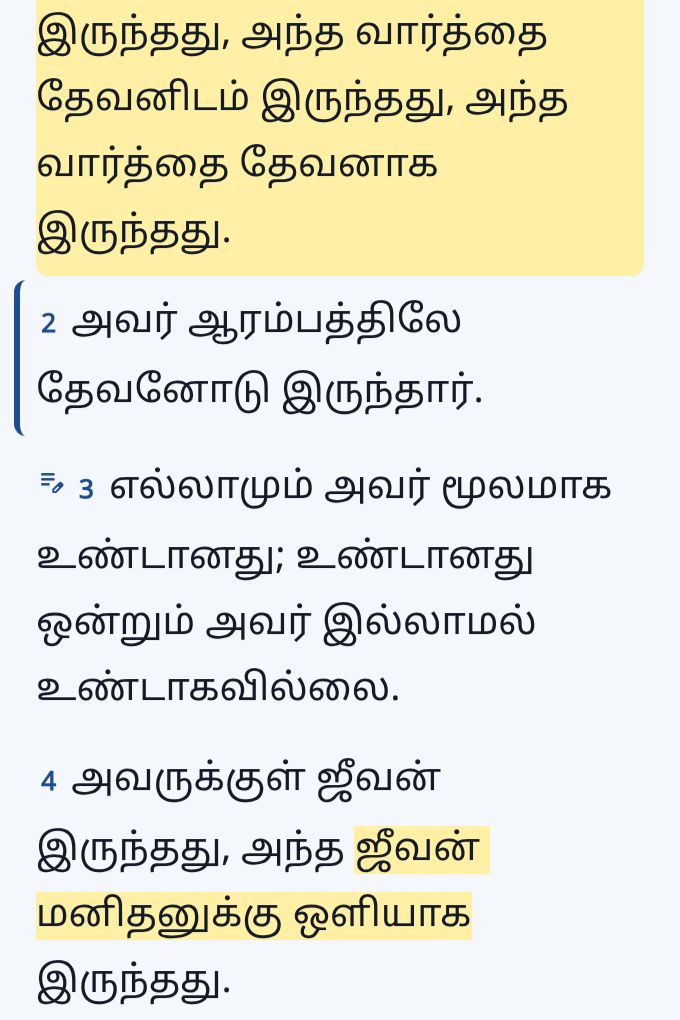 இருந்தது, அந்த வார்த்தை
தேவனிடம் இருந்தது, அந்த
வார்த்தை தேவனாக
இருந்தது.
2 அவர் ஆரம்பத்திலே
தேவனோடு இருந்தார்.
3 எல்லாமும் அவர் மூலமாக
உண்டானது; உண்டானது
ஒன்றும் அவர் இல்லாமல்
உண்டாகவில்லை.
4 அவருக்குள் ஜீவன்
இருந்தது, அந்த ஜீவன்
மனிதனுக்கு ஒளியாக
இருந்தது.